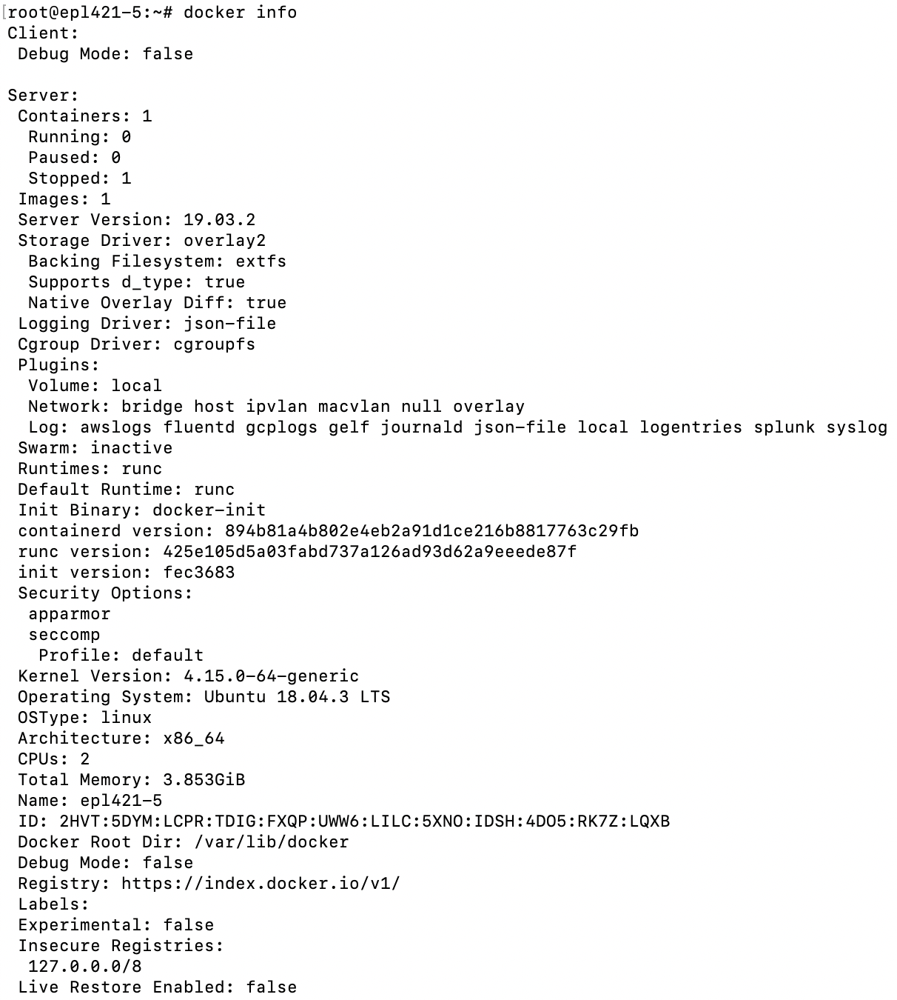 [root@epl421-5:~# docker info
Client:
 Debug Mode: false

Server:
 Containers: 1
  Running: 0
  Paused: 0
  Stopped: 1
 Images: 1
 Server Version: 19.03.2
 Storage Driver: overlay2
  Backing Filesystem: extfs
  Supports d_type: true
  Native Overlay Diff: true
 Logging Driver: json-file
 Cgroup Driver: cgroupfs
 Plugins:
  Volume: local
  Network: bridge host ipvlan macvlan null overlay
  Log: awslogs fluentd gcplogs gelf journald json-file local logentries splunk syslog
 Swarm: inactive
 Runtimes: runc
 Default Runtime: runc
 Init Binary: docker-init
 containerd version: 894b81a4b802e4eb2a91d1ce216b8817763c29fb
 runc version: 425e105d5a03fabd737a126ad93d62a9eeede87f
 init version: fec3683
 Security Options:
  apparmor
  seccomp
   Profile: default
 Kernel Version: 4.15.0-64-generic
 Operating System: Ubuntu 18.04.3 LTS
 OSType: linux
 Architecture: x86_64
 CPUs: 2
 Total Memory: 3.853GiB
 Name: epl421-5
 ID: 2HVT:5DYM:LCPR:TDIG:FXQP:UWW6:LILC:5XNO:IDSH:4DO5:RK7Z:LQXB
 Docker Root Dir: /var/lib/docker
 Debug Mode: false
 Registry: https://index.docker.io/v1/
 Labels:
 Experimental: false
 Insecure Registries:
  127.0.0.0/8
 Live Restore Enabled: false